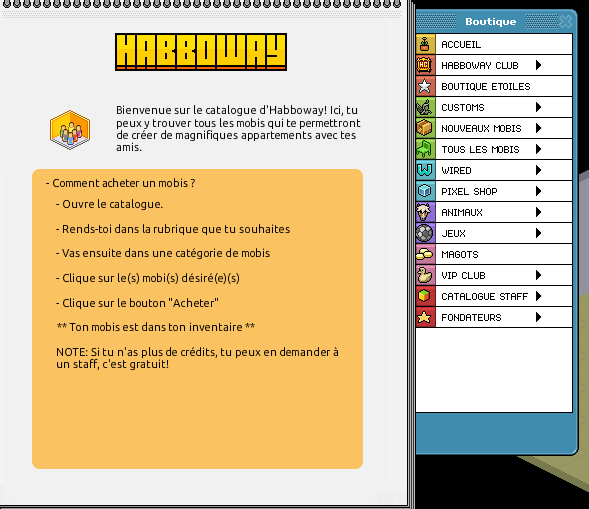 HABBOWAY
Bienvenue sur le catalogue d'Habboway! Ici, tu
peux y trouver tous les mobis qui te permettront
de créer de magnifiques appartements avec tes
amis.
- Comment acheter un mobis ?
- Ouvre le catalogue.
- Rends-toi dans la rubrique que tu souhaites
- Vas ensuite dans une catégorie de mobis
- Clique sur le(s) mobi(s) désiré(e)(s)
- Clique sur le bouton "Acheter"
** Ton mobis est dans ton inventaire **
NOTE: Si tu n'as plus de crédits, tu peux en demander à
un staff, c'est gratuit!
Boutique
ACCUEIL
HC HABBOWAY CLUB
BOUTIQUE ETOILES
CUSTOMS
NOUVEAUX MOBIS
TOUS LES MOBIS
WIRED
PIXEL SHOP
ANIMAUX
JEUX
MAGOTS
VIP CLUB
CATALOGUE STAFF
FONDATEURS